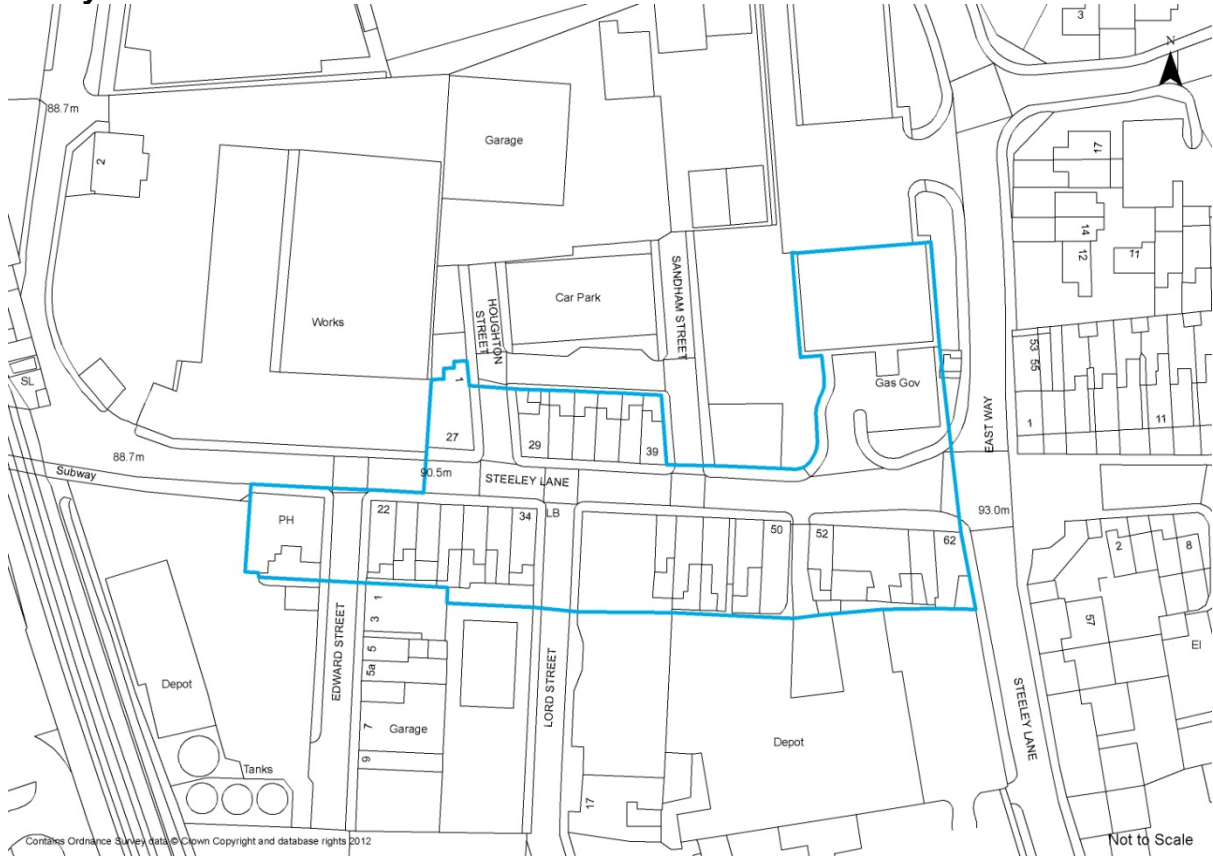 3
N
88.7m
Garage
2
17
14
12
11
SANDHAM STREET
HOUGHTON
STREET
Car Park
Works
53 55
SL
1
Gas Gov
EAST WAY
1
11
27
29
39
88.7m
Subway
90.5m
STEELEY LANE
PH
22
34
LB
50
52
62
93.0m
2
8
1
3
5
5a
57
El
EDWARD STREET
LORD STREET
STEELEY LANE
Depot
7
Garage
Depot
9
Tanks
17
Contains Ordnance Survey data © Crown Copyright and database rights 2012
Not to Scale